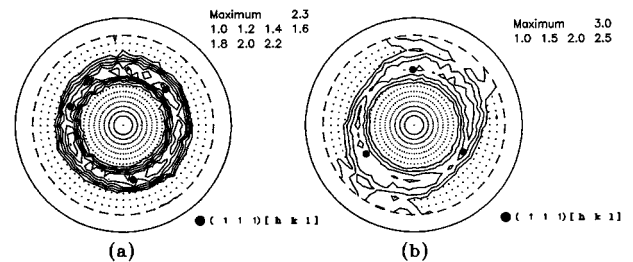 Maximum 2.3
1.0 1.2 1.4 1.6
1.8 2.0 2.2
Maximum 3.0
1.0 1.5 2.0 2.5
( 1 1 1 ) [ h k l ]
( 1 1 1 ) [ h k l ]
(a)
(b)